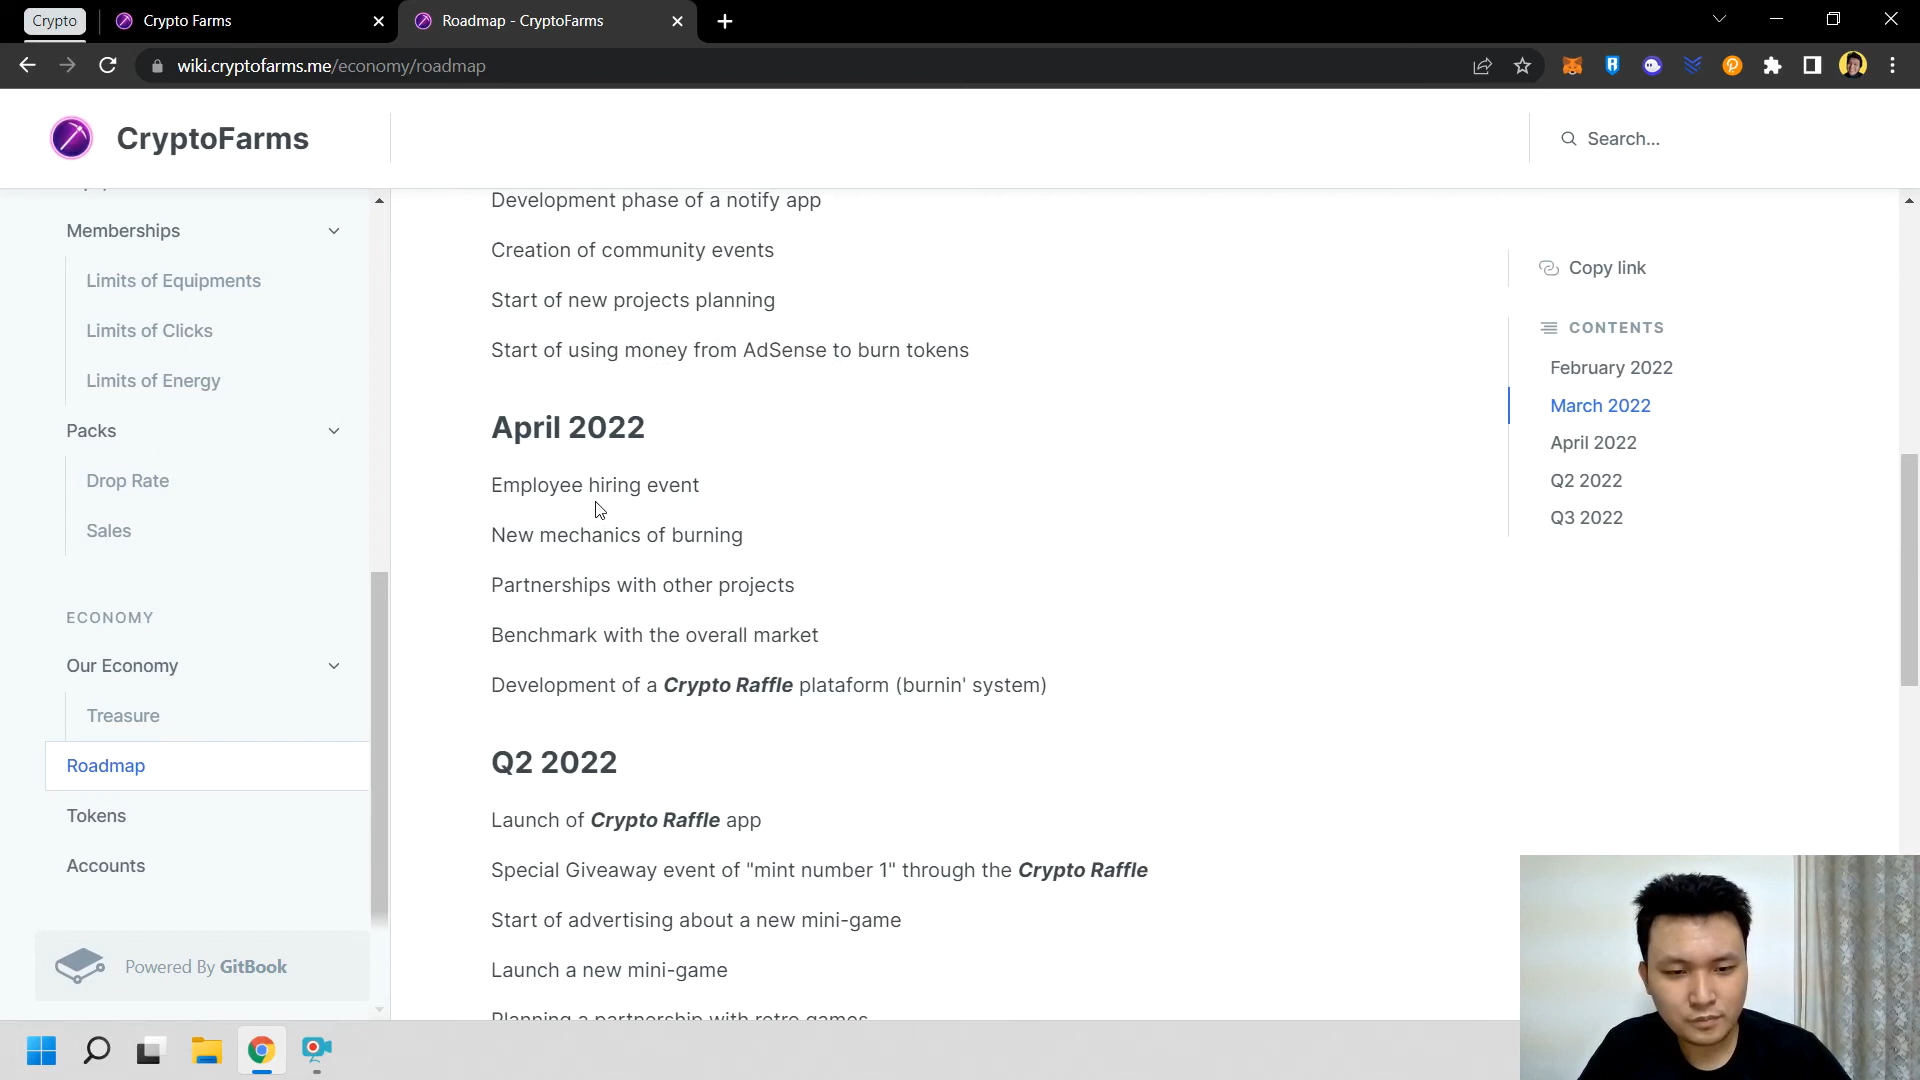 Crypto
Crypto Farms
Roadmap - CryptoFarms
wiki.cryptofarms.me/economy/roadmap
CryptoFarms
Search...
Memberships
Limits of Equipments
Limits of Clicks
Limits of Energy
Packs
Drop Rate
Sales
ECONOMY
Our Economy
Treasure
Roadmap
Tokens
Accounts
Powered By GitBook
Development phase of a notify app
Creation of community events
Start of new projects planning
Start of using money from AdSense to burn tokens
April 2022
Employee hiring event
New mechanics of burning
Partnerships with other projects
Benchmark with the overall market
Development of a Crypto Raffle plataform (burnin' system)
Q2 2022
Launch of Crypto Raffle app
Special Giveaway event of "mint number 1" through the Crypto Raffle
Start of advertising about a new mini-game
Launch a new mini-game
Planning a partnership with retro games
Copy link
CONTENTS
February 2022
March 2022
April 2022
Q2 2022
Q3 2022